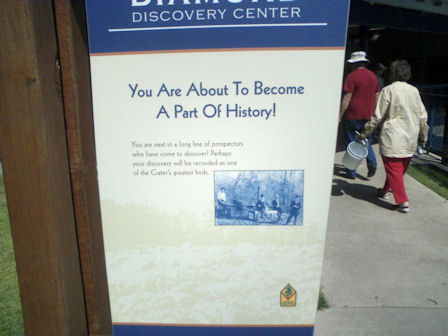 DIAMOND
DISCOVERY CENTER
You Are About To Become
A Part Of History!
You are next in a long line of prospectors
who have come to discover! Perhaps
your discovery will be recorded as one
of the Crater's greatest finds.